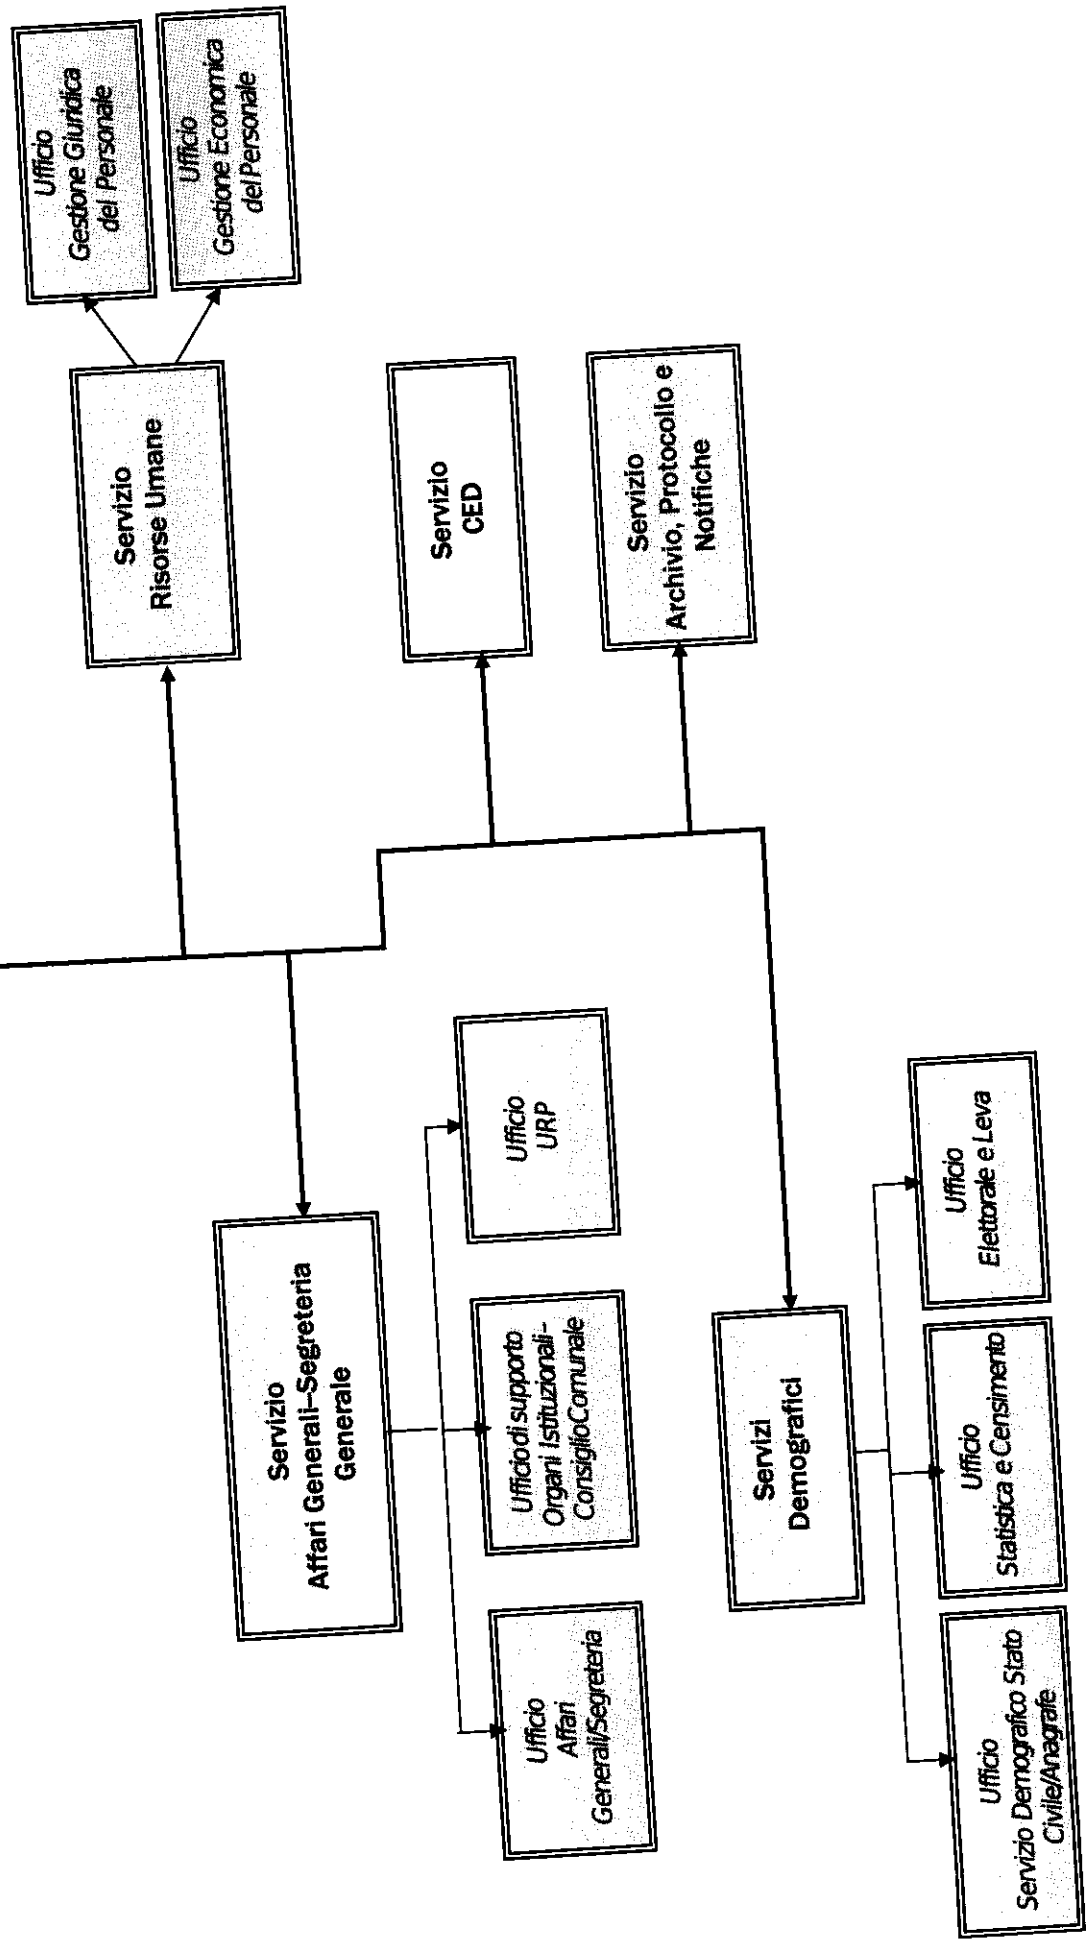 Ufficio
Gestione Giuridica
del Personale
Ufficio
Gestione Economica
del Personale
Servizio
Risorse Umane
Servizio
CED
Servizio
Archivio, Protocollo e
Notifiche
Servizio
Affari Generali–Segreteria
Generale
Ufficio
Affari
Generali/Segreteria
Ufficio di supporto
Organi Istituzionali –
Consiglio Comunale
Ufficio
URP
Servizi
Demografici
Ufficio
Servizio Demografico Stato
Civile/Anagrafe
Ufficio
Statistica e Censimento
Ufficio
Elettorale e Leva